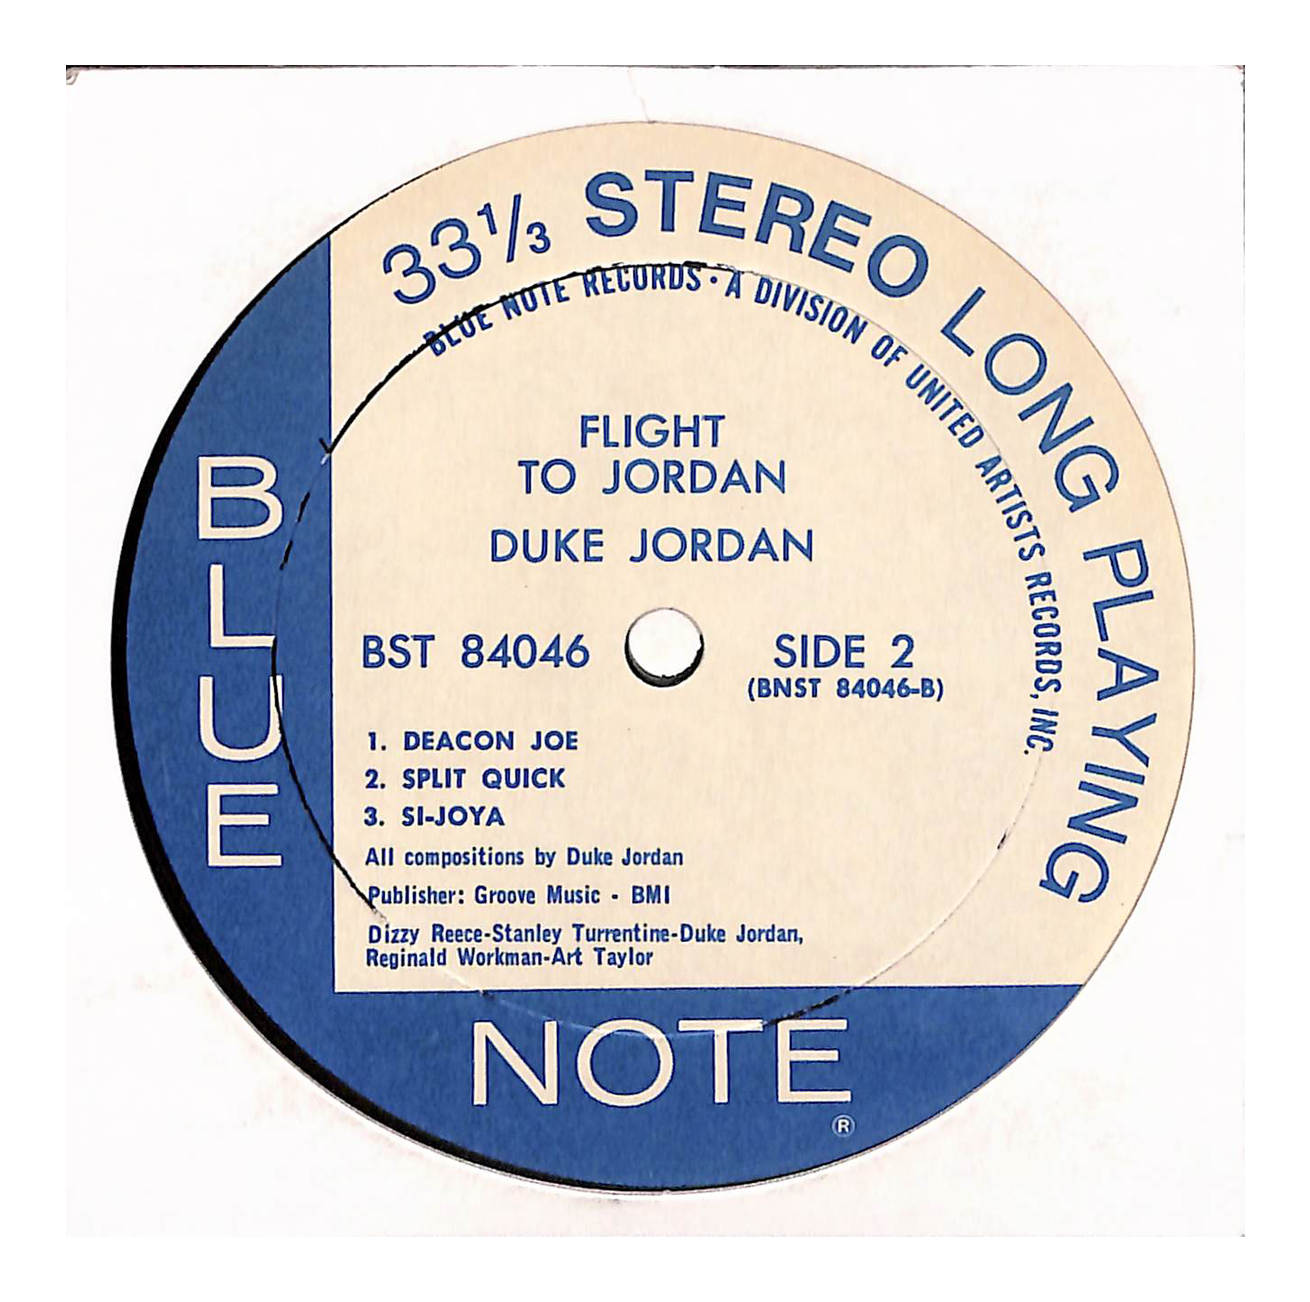 33⅓ STEREO LONG PLAYING
BLUE NOTE RECORDS • A DIVISION OF UNITED ARTISTS RECORDS, INC.
FLIGHT
TO JORDAN
DUKE JORDAN
BST 84046
SIDE 2
(BNST 84046-B)
1. DEACON JOE
2. SPLIT QUICK
3. SI-JOYA
All compositions by Duke Jordan
Publisher: Groove Music - BMI
Dizzy Reece-Stanley Turrentine-Duke Jordan,
Reginald Workman-Art Taylor
BLUE
NOTE
®